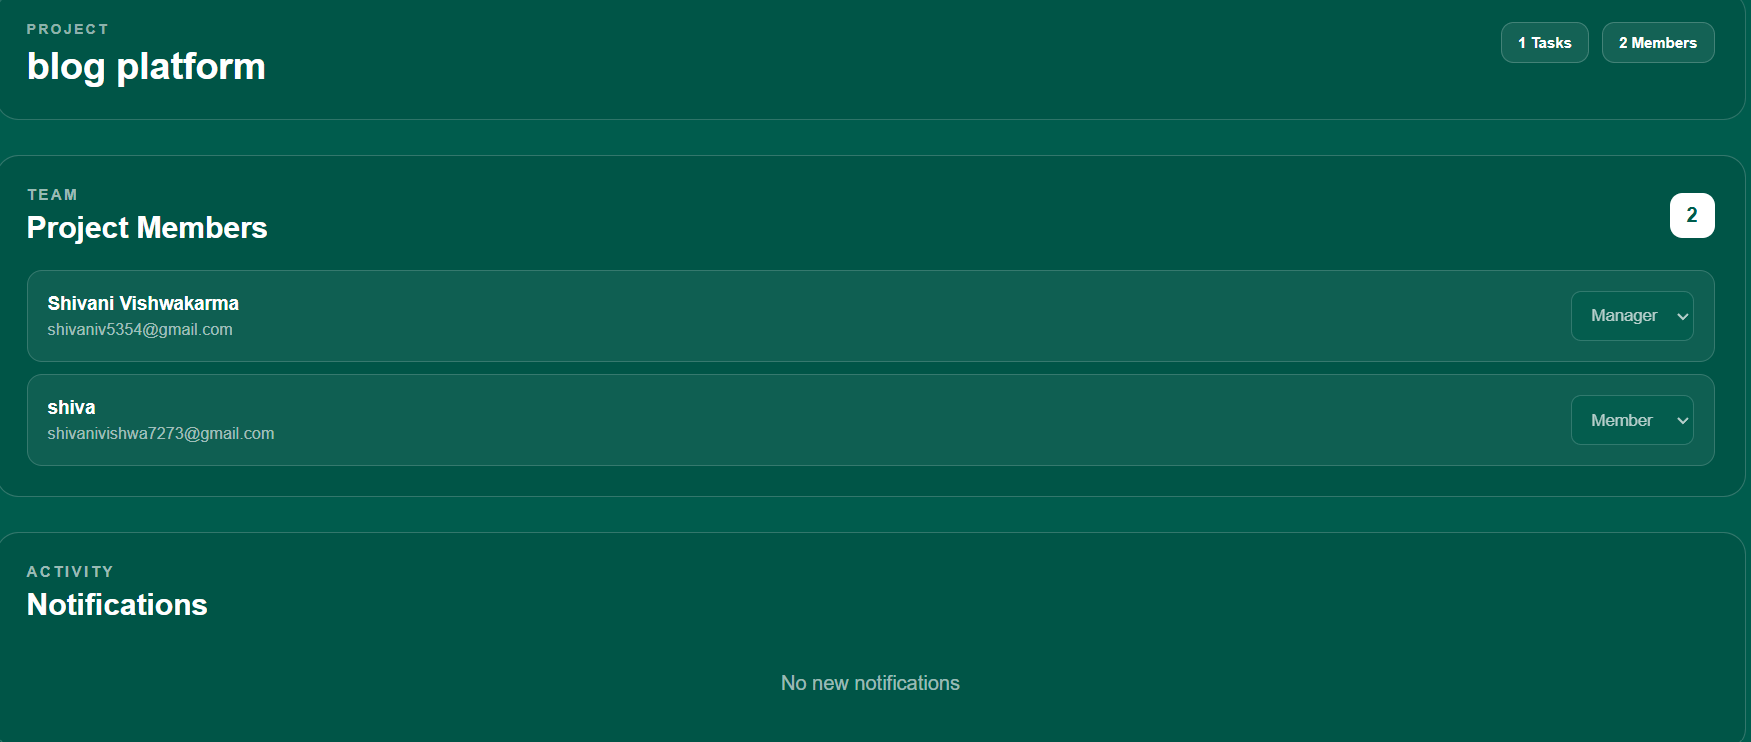 PROJECT
blog platform
1 Tasks
2 Members
TEAM
Project Members
2
Shivani Vishwakarma
shivaniv5354@gmail.com
Manager
shiva
shivanivishwa7273@gmail.com
Member
ACTIVITY
Notifications
No new notifications